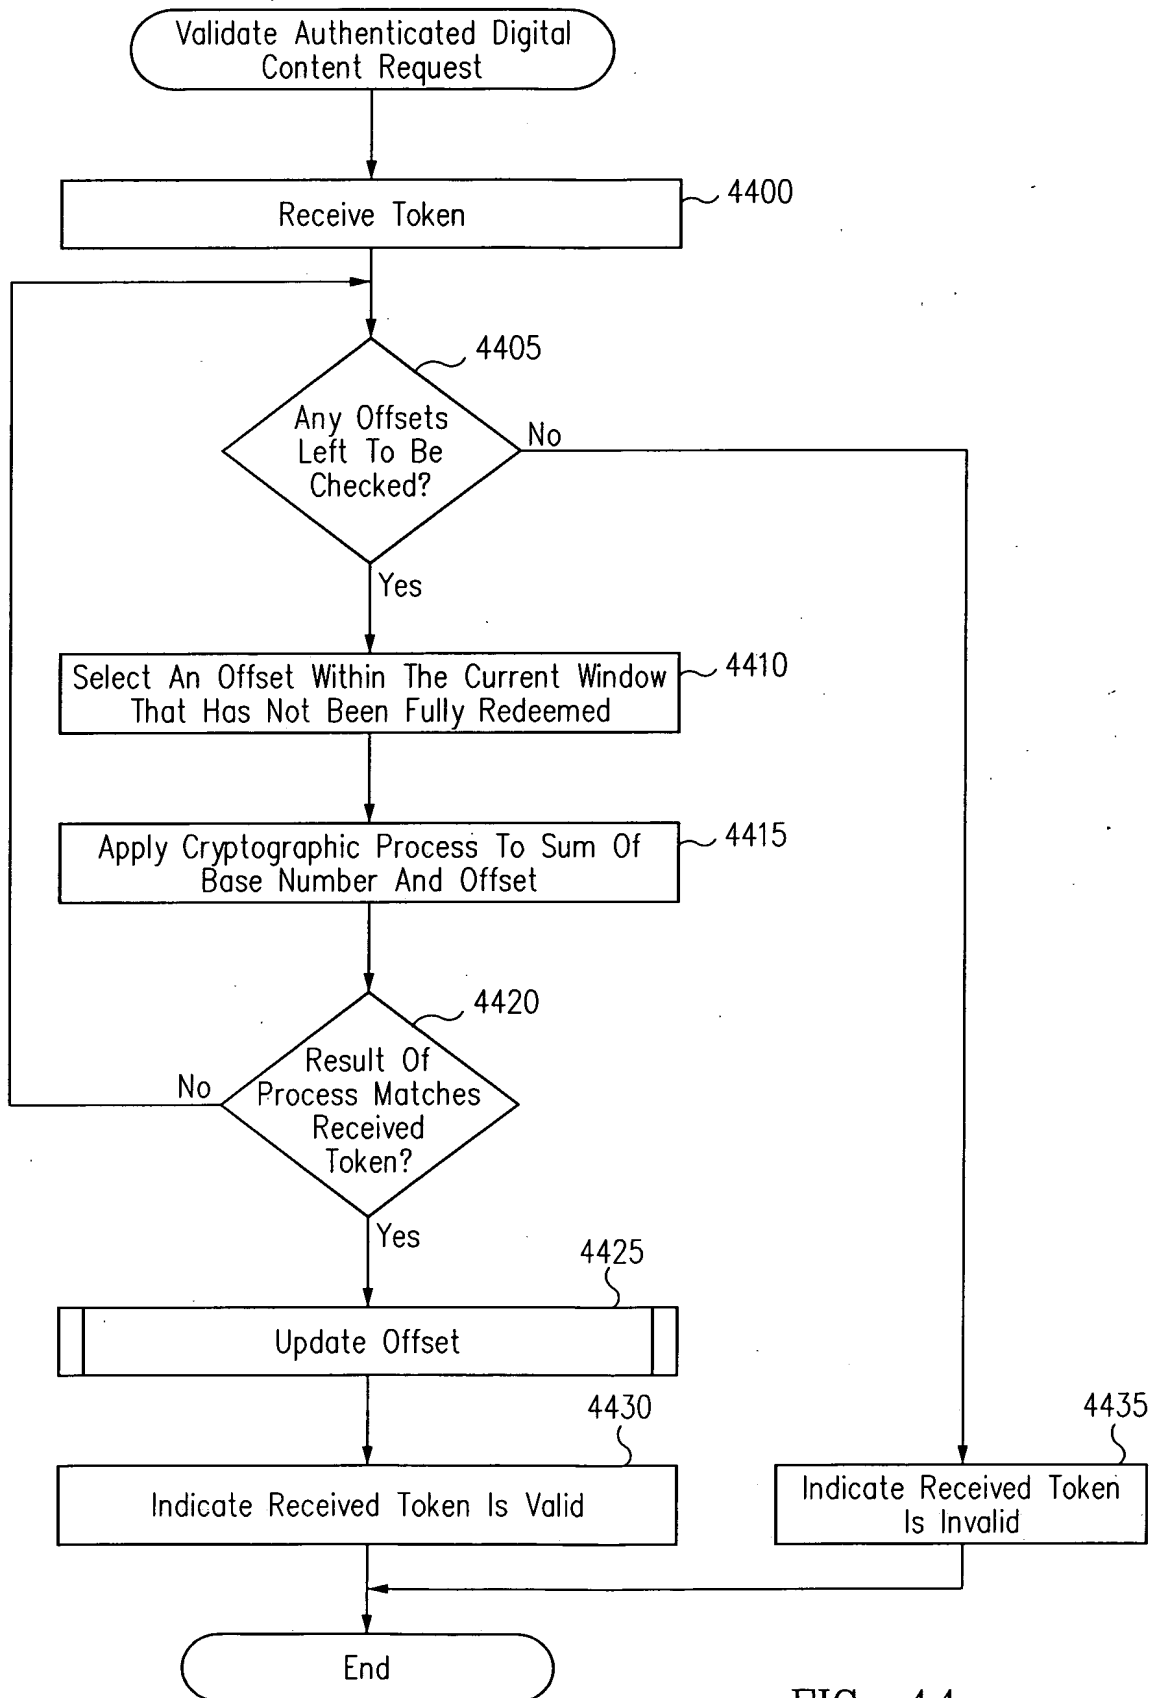 Validate Authenticated Digital
Content Request
Receive Token
4400
4405
Any Offsets
Left To Be
Checked?
No
Yes
Select An Offset Within The Current Window
That Has Not Been Fully Redeemed
4410
Apply Cryptographic Process To Sum Of
Base Number And Offset
4415
4420
Result Of
Process Matches
Received
Token?
No
Yes
4425
Update Offset
4430
Indicate Received Token Is Valid
4435
Indicate Received Token
Is Invalid
End
FIG. 44